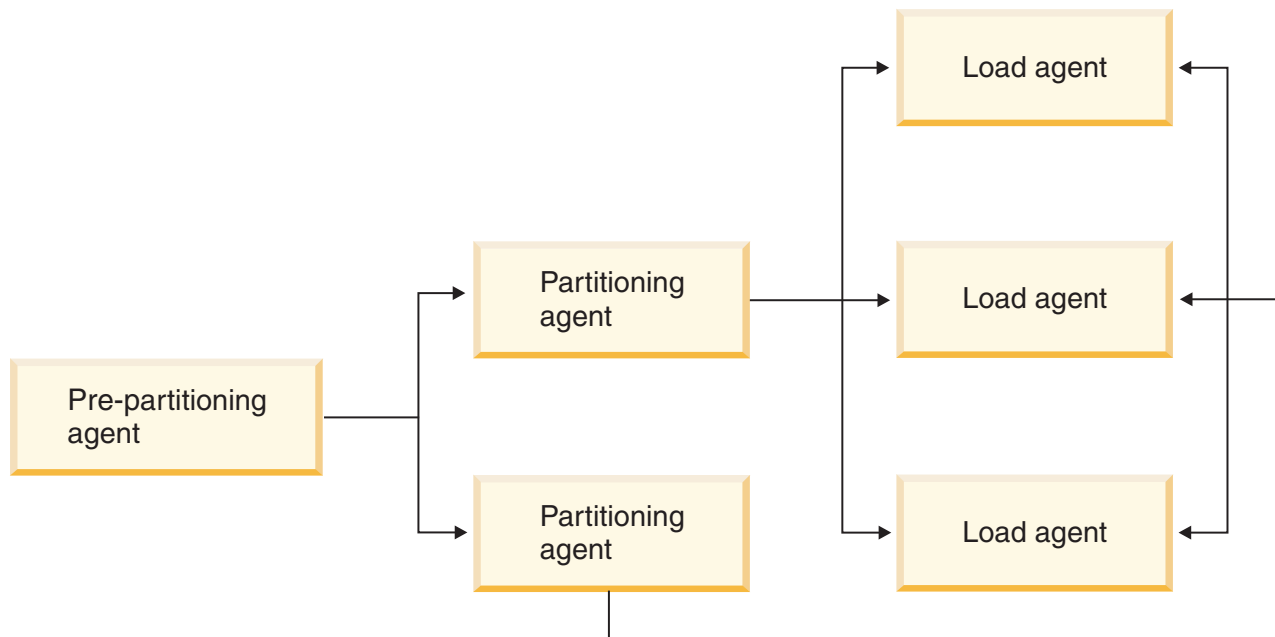 Pre-partitioning
agent
Partitioning
agent
Partitioning
agent
Load agent
Load agent
Load agent